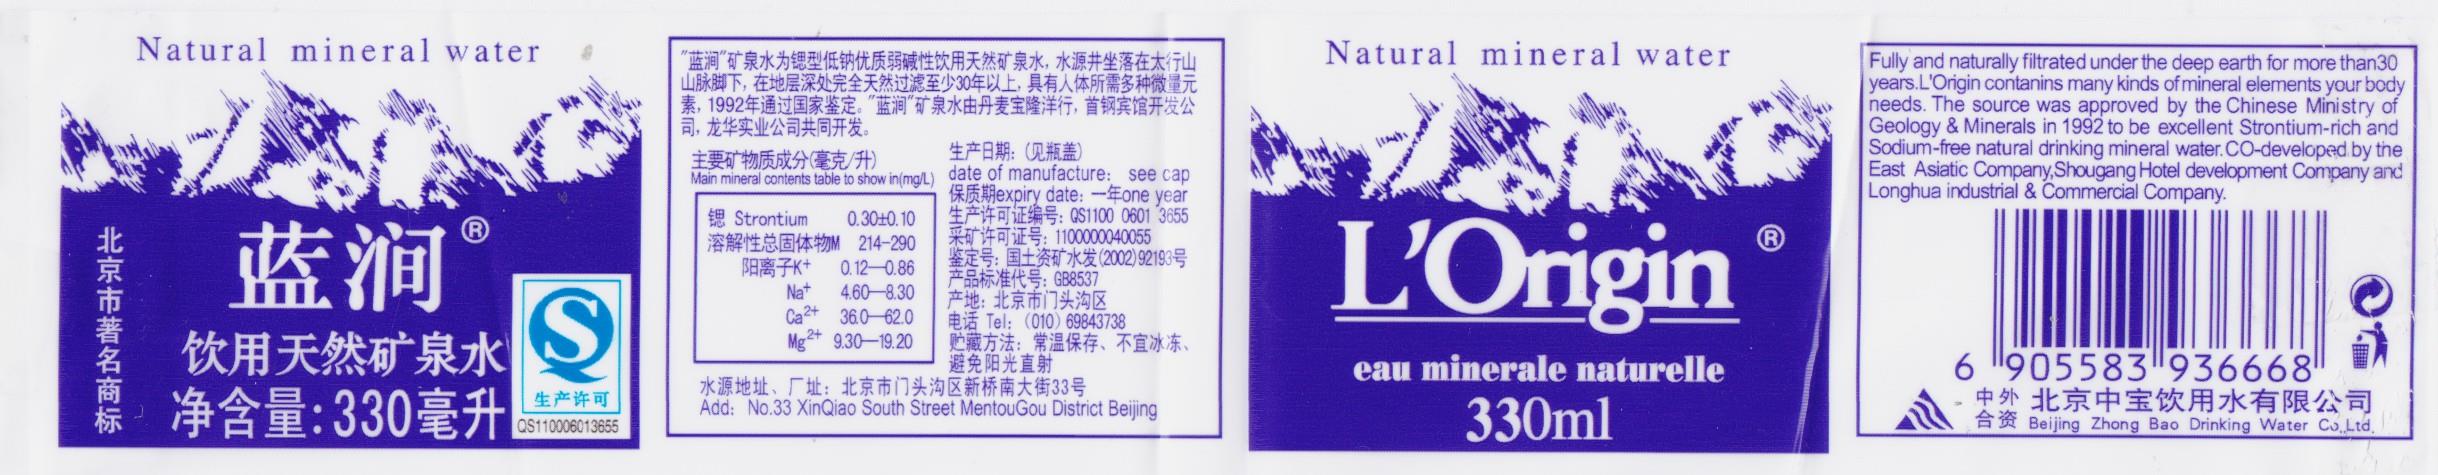 Natural mineral water
北京市著名商标
蓝涧®
饮用天然矿泉水
净含量:330毫升
生产许可
QS110006013655
"蓝涧"矿泉水为锶型低钠优质弱碱性饮用天然矿泉水，水源井坐落在太行山
山脉脚下，在地层深处完全天然过滤至少30年以上，具有人体所需多种微量元
素，1992年通过国家鉴定。"蓝涧"矿泉水由丹麦宝隆洋行，首钢宾馆开发公
司，龙华实业公司共同开发。
主要矿物质成分(毫克/升)
Main mineral contents table to show in(mg/L)
锶 Strontium 0.30±0.10
溶解性总固体物M 214-290
阳离子K+ 0.12—0.86
Na+ 4.60—8.30
Ca2+ 36.0—62.0
Mg2+ 9.30—19.20
生产日期：(见瓶盖)
date of manufacture： see cap
保质期expiry date：一年one year
生产许可证编号：QS1100 0601 3655
采矿许可证号：1100000040055
鉴定号：国土资矿水发(2002)92193号
产品标准代号：GB8537
产地：北京市门头沟区
电话 Tel：(010) 69843738
贮藏方法：常温保存、不宜冰冻、
避免阳光直射
水源地址、厂址：北京市门头沟区新桥南大街33号
Add：No.33 XinQiao South Street MentouGou District Beijing
Natural mineral water
L'Origin®
eau minerale naturelle
330ml
Fully and naturally filtrated under the deep earth for more than30
years.L'Origin contanins many kinds of mineral elements your body
needs. The source was approved by the Chinese Ministry of
Geology & Minerals in 1992 to be excellent Strontium-rich and
Sodium-free natural drinking mineral water. CO-developed by the
East Asiatic Company,Shougang Hotel development Company and
Longhua industrial & Commercial Company.
6 905583 936668
中外合资 北京中宝饮用水有限公司
Beijing Zhong Bao Drinking Water Co.,Ltd.